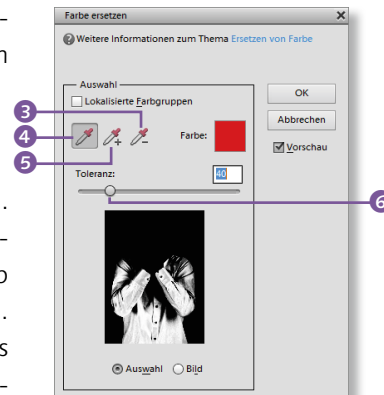 –
Farbe ersetzen
Weitere Informationen zum Thema Ersetzen von Farbe
n
Auswahl
Lokalisierte Farbgruppen
OK
3
Abbrechen
4
Farbe:
Vorschau
5
Toleranz:
40
6
.
–
o
.
s
Auswahl
Bild
–